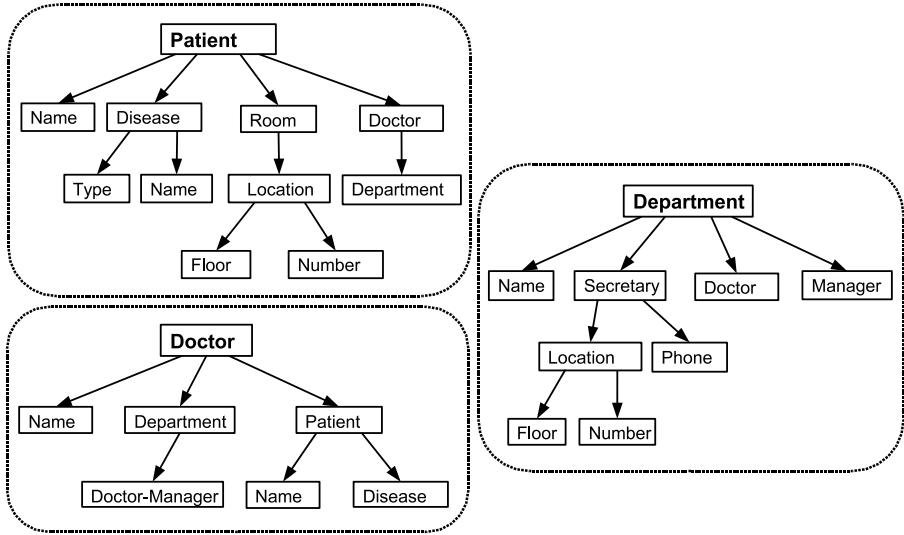 Patient
Name
Disease
Room
Doctor
Type
Name
Location
Department
Floor
Number
Doctor
Name
Department
Patient
Doctor-Manager
Name
Disease
Department
Name
Secretary
Doctor
Manager
Location
Phone
Floor
Number